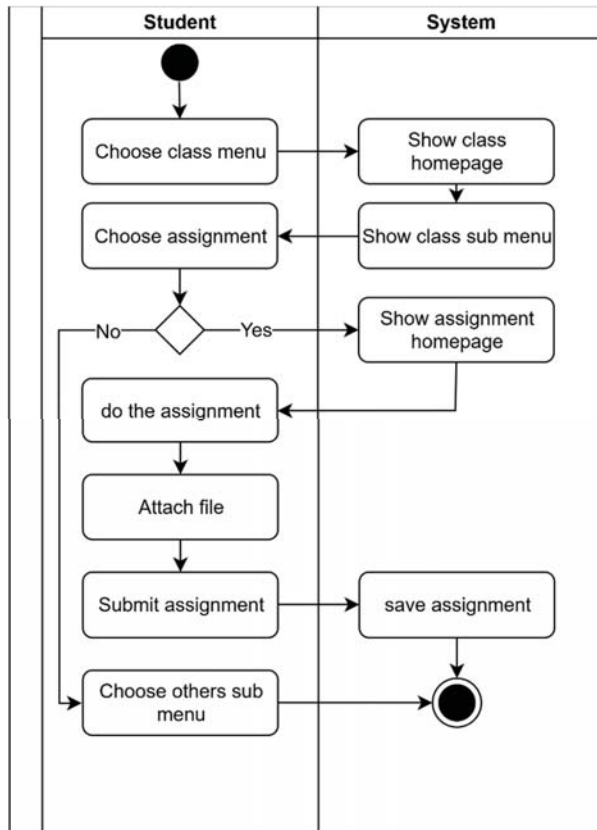 Student
System
Choose class menu
Show class
homepage
Choose assignment
Show class sub menu
No
Yes
Show assignment
homepage
do the assignment
Attach file
Submit assignment
save assignment
Choose others sub
menu